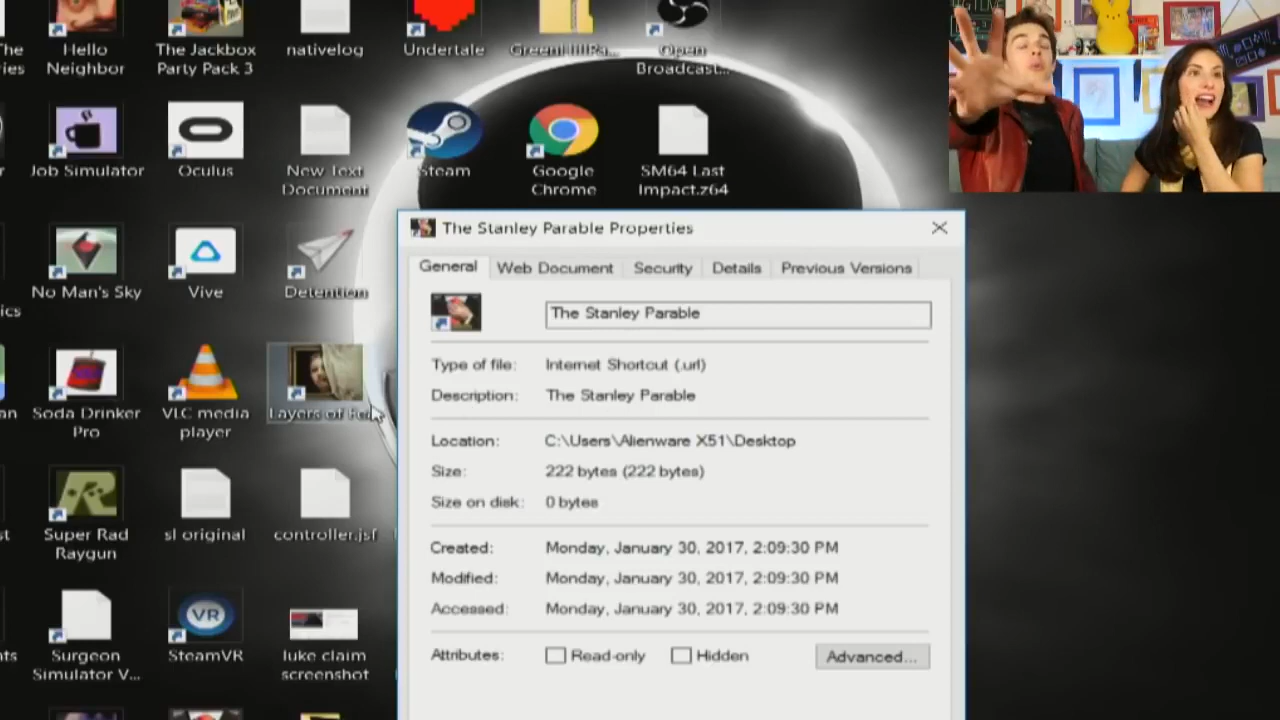 The
Hello
Neighbor
The Jackbox
Party Pack 3
nativelog
Undertale
Open
Broadcast...
Job Simulator
Oculus
New Text
Document
Steam
Google
Chrome
SM64 Last
Impact.z64
No Man's Sky
Vive
Detention
Soda Drinker
Pro
VLC media
player
Layers of
Super Rad
Raygun
sl original
controller.jsf
Surgeon
Simulator V...
SteamVR
VR
luke claim
screenshot
The Stanley Parable Properties
General
Web Document
Security
Details
Previous Versions
The Stanley Parable
Type of file:
Internet Shortcut (.url)
Description:
The Stanley Parable
Location:
C:\Users\Alienware X51\Desktop
Size:
222 bytes (222 bytes)
Size on disk:
0 bytes
Created:
Monday, January 30, 2017, 2:09:30 PM
Modified:
Monday, January 30, 2017, 2:09:30 PM
Accessed:
Monday, January 30, 2017, 2:09:30 PM
Attributes:
Read-only
Hidden
Advanced...